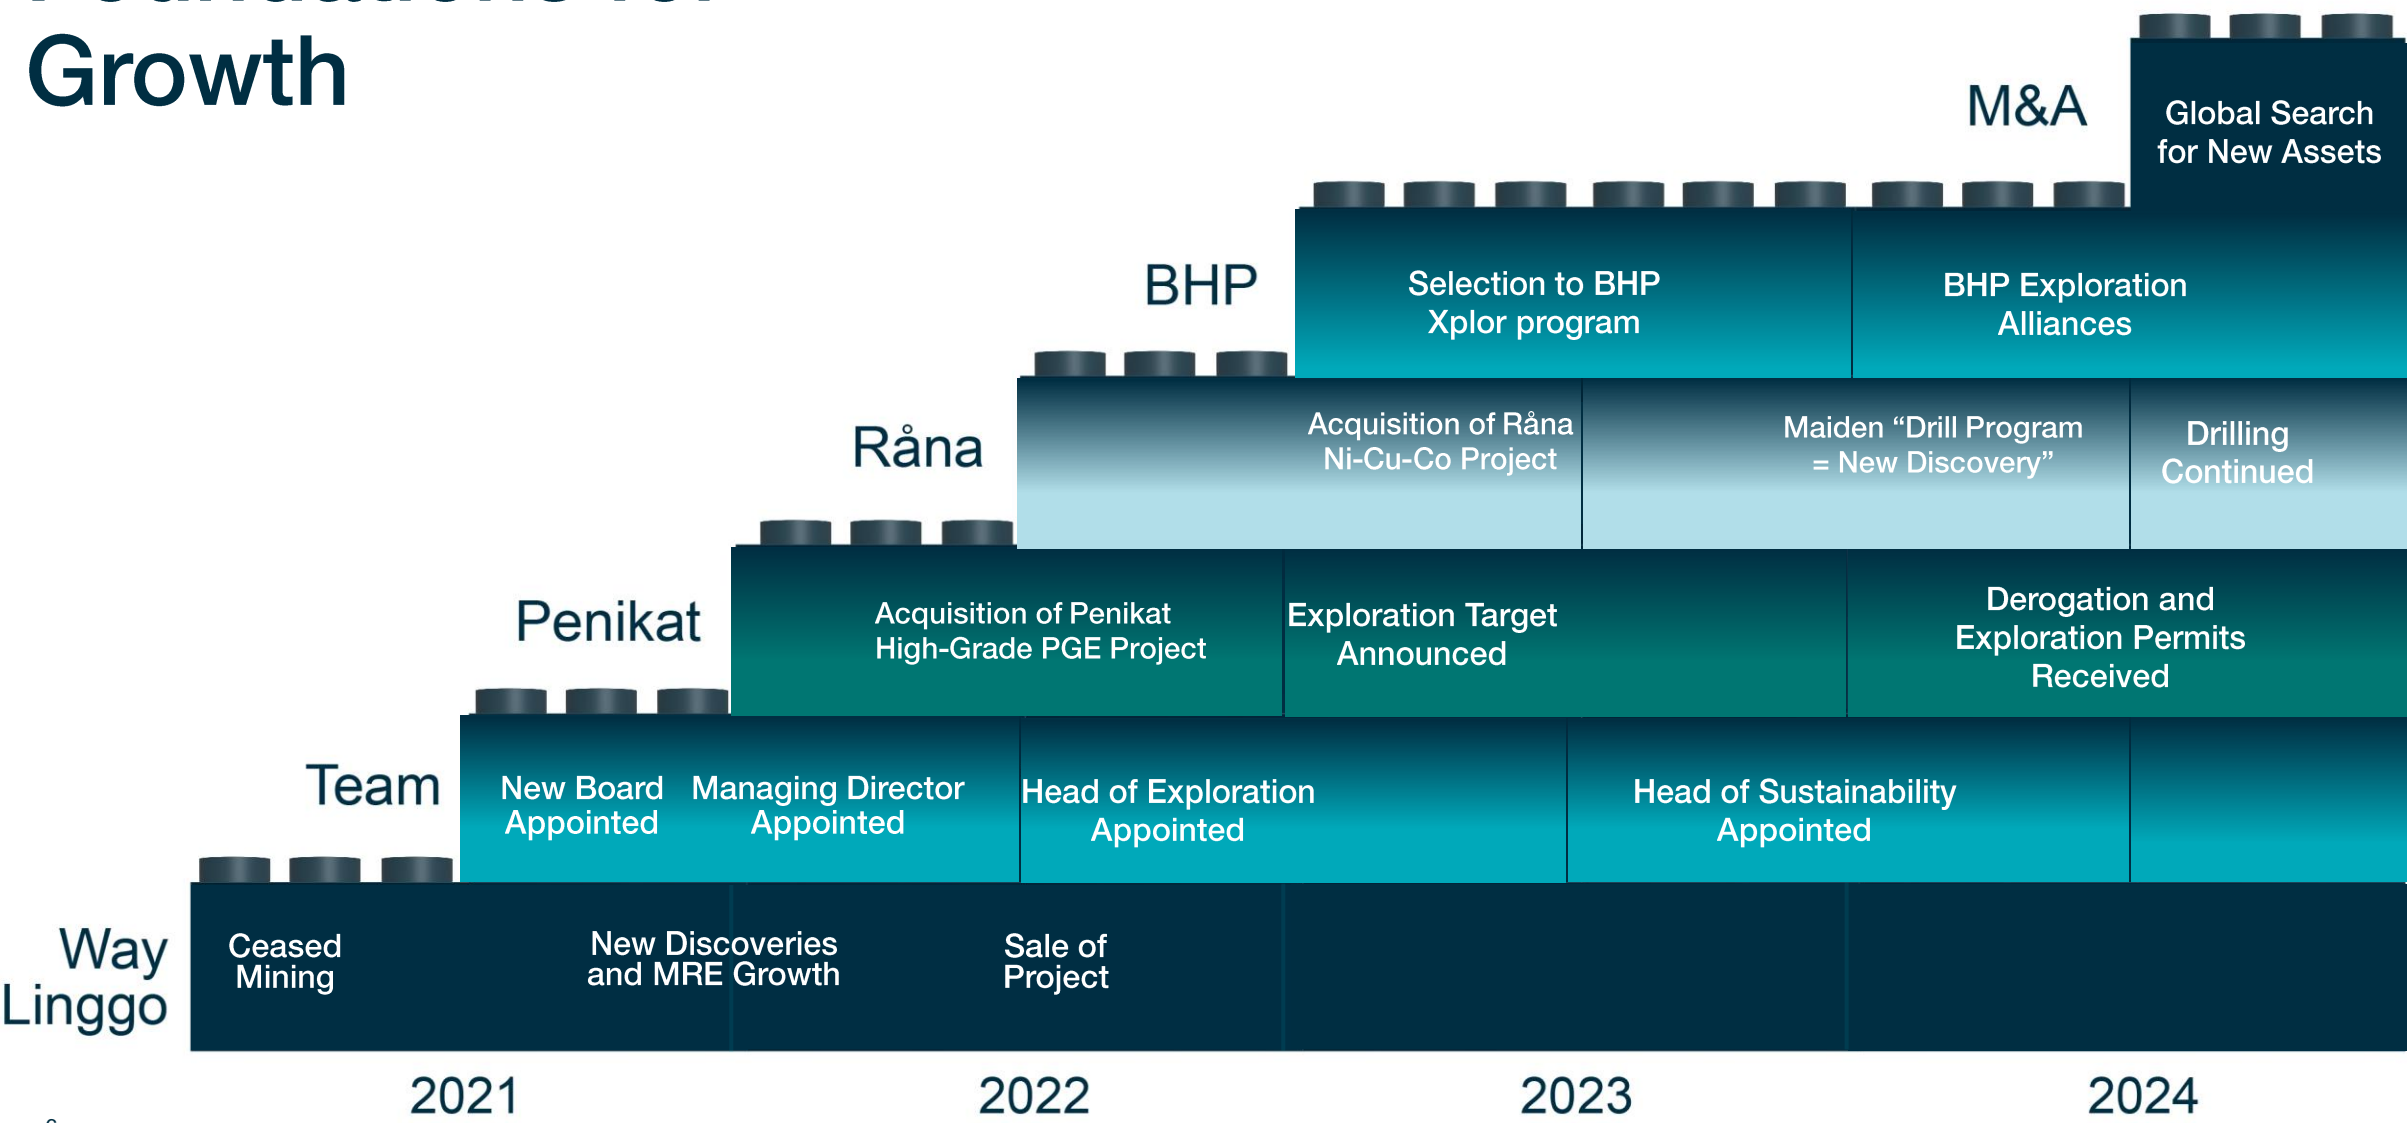 Foundations for
Growth
M&A
Global Search
for New Assets
BHP
Selection to BHP
Xplor program
BHP Exploration
Alliances
Råna
Acquisition of Råna
Ni-Cu-Co Project
Maiden “Drill Program
= New Discovery”
Drilling
Continued
Penikat
Acquisition of Penikat
High-Grade PGE Project
Exploration Target
Announced
Derogation and
Exploration Permits
Received
Team
New Board
Appointed
Managing Director
Appointed
Head of Exploration
Appointed
Head of Sustainability
Appointed
Way
Linggo
Ceased
Mining
New Discoveries
and MRE Growth
Sale of
Project
2021
2022
2023
2024